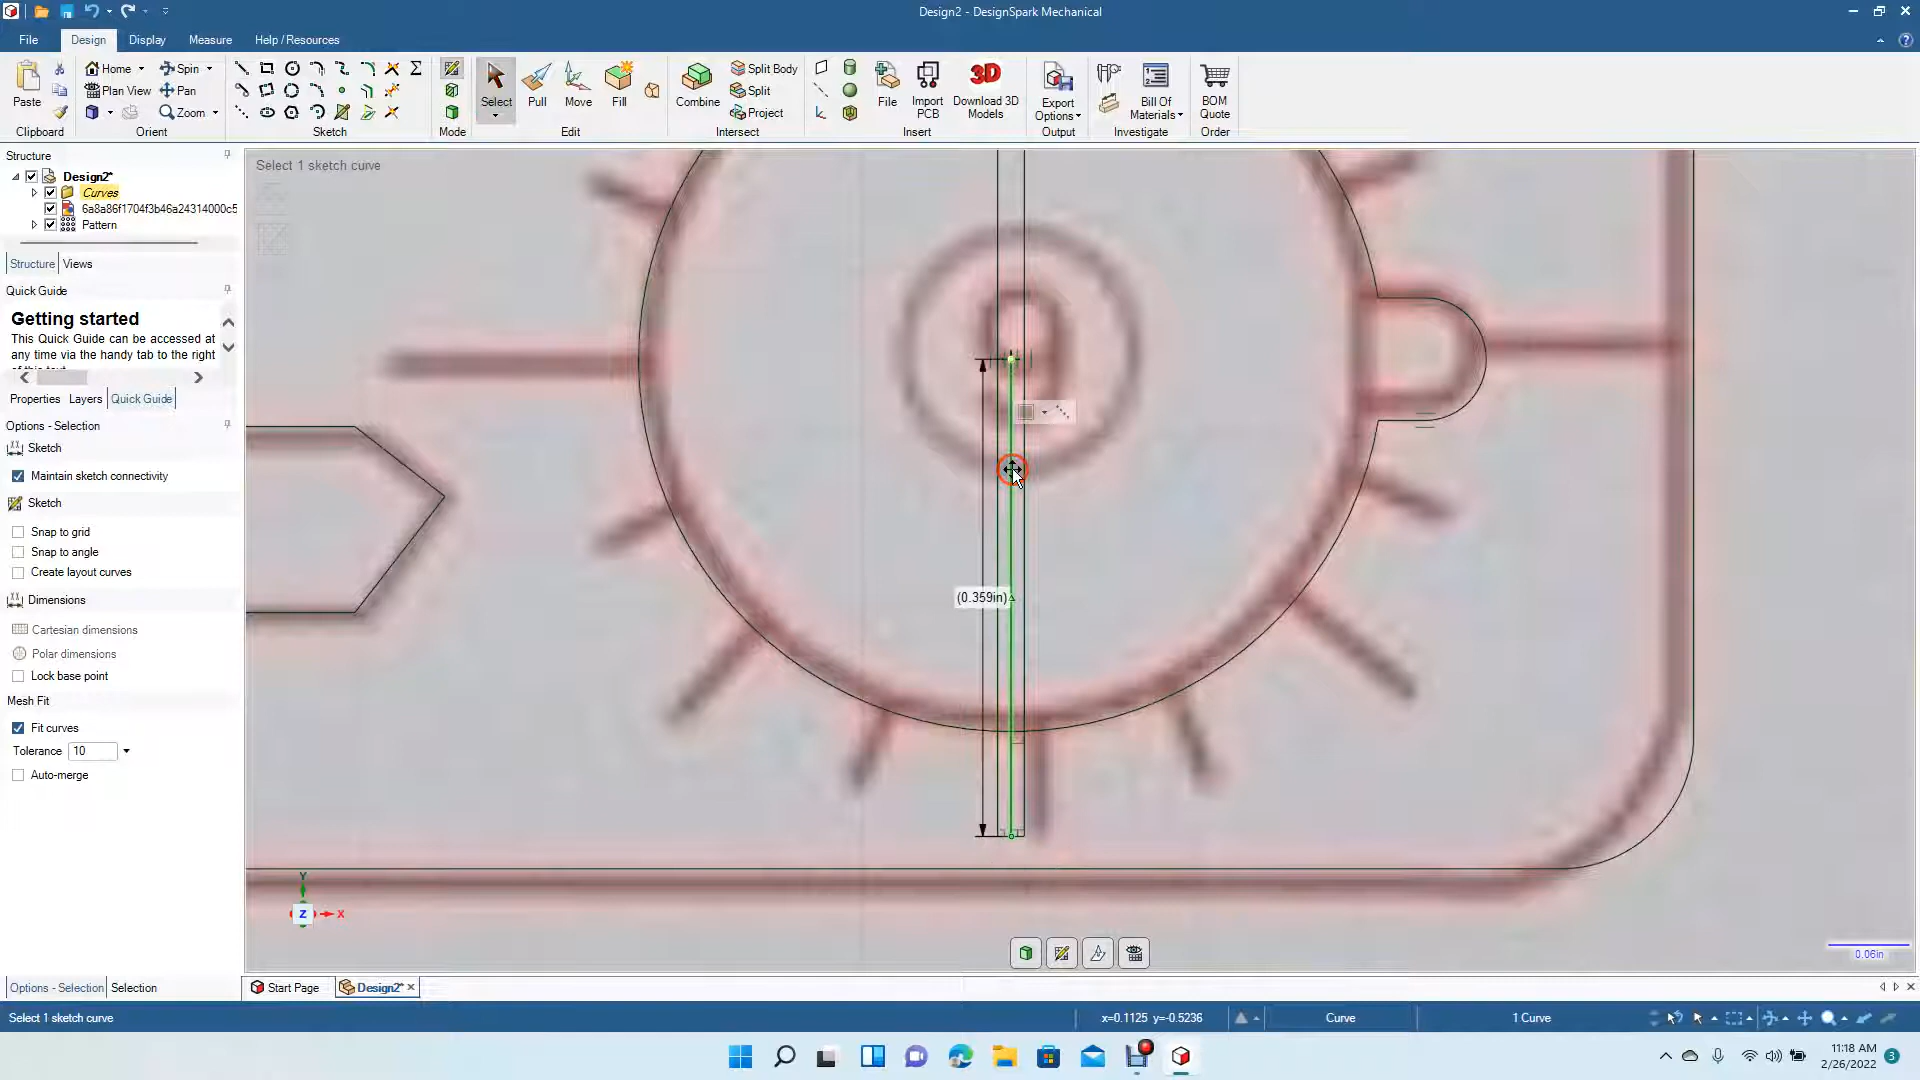 Design2 - DesignSpark Mechanical
File Design Display Measure Help / Resources
Paste Home Spin Plan View Pan Zoom Select Pull Move Fill Combine Split Body Split Project File Import PCB Download 3D Models Export Options Bill Of Materials BOM Quote
3D
Clipboard Orient Sketch Mode Edit Intersect Insert Output Investigate Order
Structure
Design2*
Curves
6a8a86f1704f3b46a24314000c5
Pattern
Structure Views
Quick Guide
Getting started
This Quick Guide can be accessed at
any time via the handy tab to the right
Properties Layers Quick Guide
Options - Selection
Sketch
Maintain sketch connectivity
Sketch
Snap to grid
Snap to angle
Create layout curves
Dimensions
Cartesian dimensions
Polar dimensions
Lock base point
Mesh Fit
Fit curves
Tolerance 10
Auto-merge
Select 1 sketch curve
(0.359in)
Y
Z X
0.06in
Options - Selection Selection
Start Page Design2*
Select 1 sketch curve x=0.1125 y=-0.5236 Curve 1 Curve
11:18 AM
2/26/2022
3